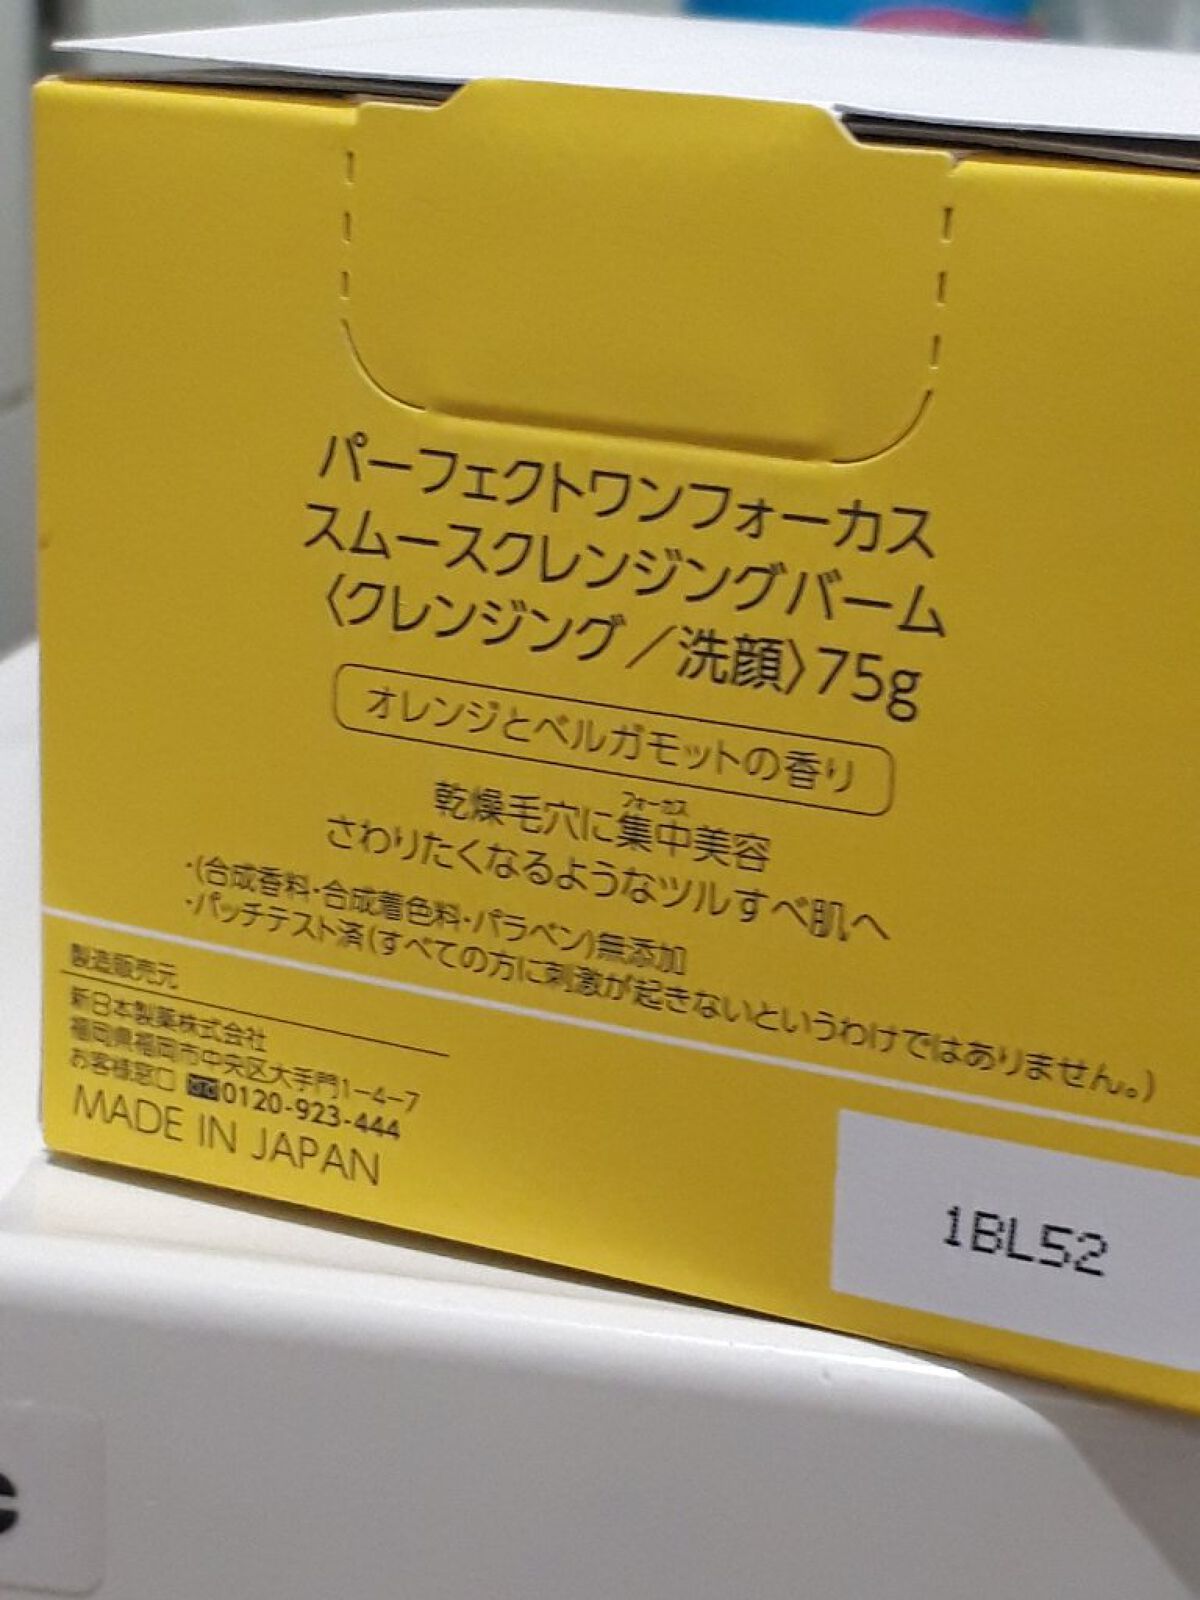 パーフェクトワンフォーカス
スムースクレンジングバーム
〈クレンジング／洗顔〉75g
オレンジとベルガモットの香り
フォーカス
乾燥毛穴に集中美容
さわりたくなるようなツルすべ肌へ
・(合成香料・合成着色料・パラベン)無添加
・パッチテスト済(すべての方に刺激が起きないというわけではありません。)
製造販売元
新日本製薬株式会社
福岡県福岡市中央区大手門1-4-7
お客様窓口 0120-923-444
MADE IN JAPAN
1BL52